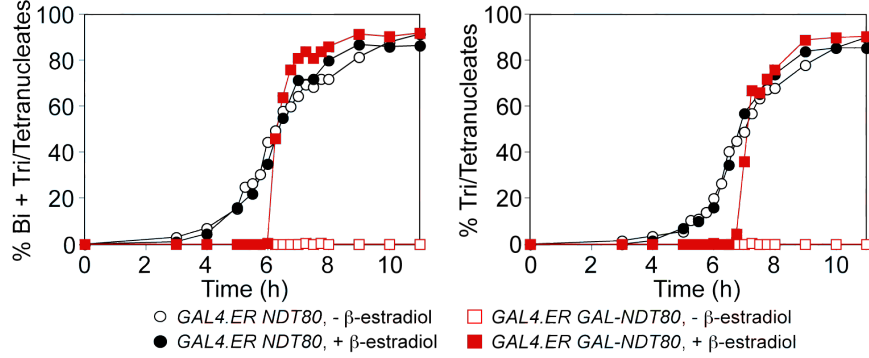 % Bi + Tri/Tetranucleates
100
80
60
40
20
0
0 2 4 6 8 10
Time (h)
% Tri/Tetranucleates
100
80
60
40
20
0
0 2 4 6 8 10
Time (h)
GAL4.ER NDT80, - β-estradiol
GAL4.ER NDT80, + β-estradiol
GAL4.ER GAL-NDT80, - β-estradiol
GAL4.ER GAL-NDT80, + β-estradiol